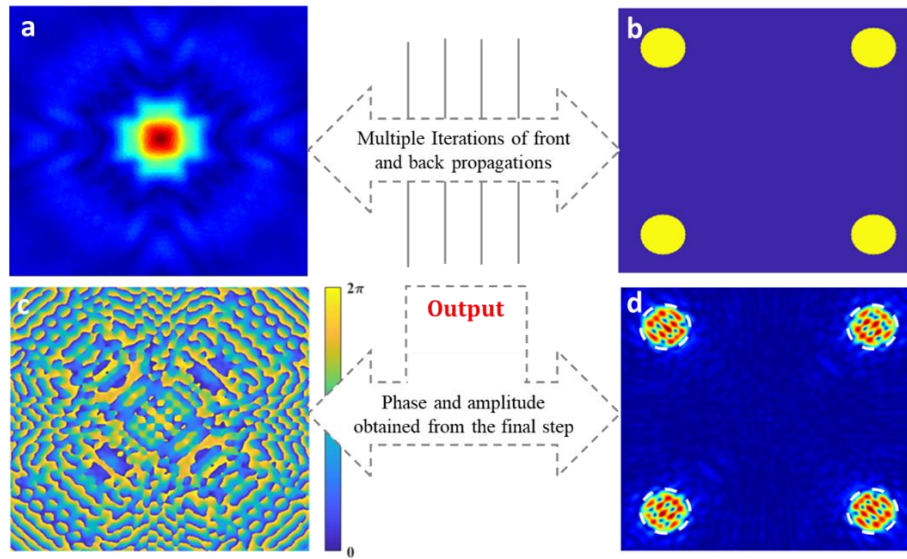 a
b
Multiple Iterations of front
and back propagations
c
2π
Output
d
Phase and amplitude
obtained from the final step
0